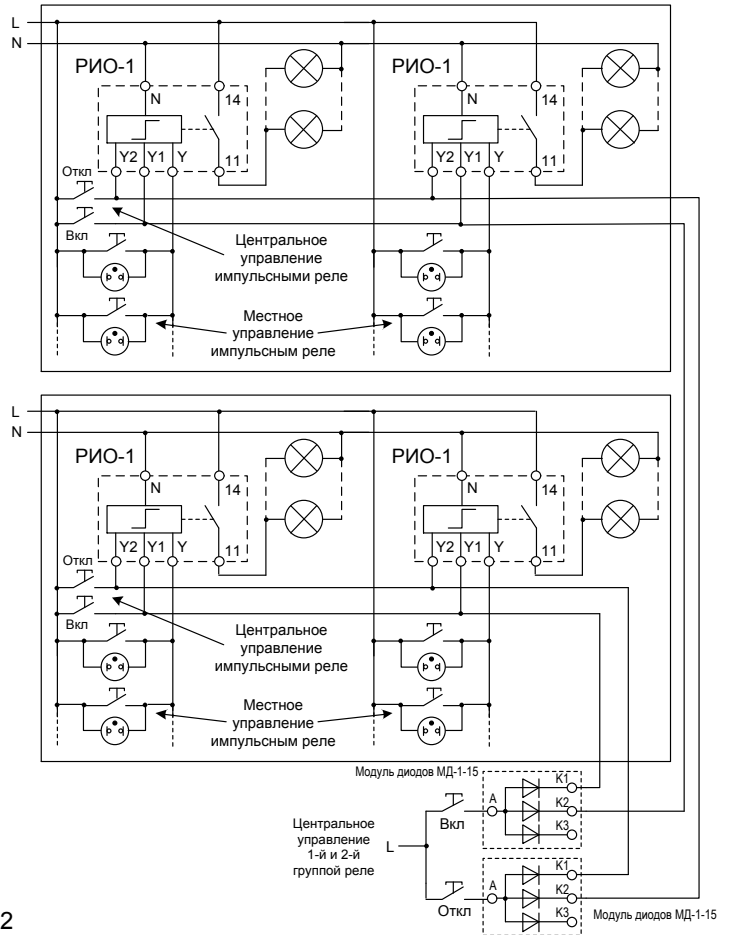 L
N
РИО-1
РИО-1
N
14
N
14
Y2 Y1 Y
11
Y2 Y1 Y
11
Откл
Вкл
Центральное
управление
импульсными реле
Местное
управление
импульсным реле
L
N
РИО-1
РИО-1
N
14
N
14
Y2 Y1 Y
11
Y2 Y1 Y
11
Откл
Вкл
Центральное
управление
импульсными реле
Местное
управление
импульсным реле
Модуль диодов МД-1-15
Центральное
управление
1-й и 2-й
группой реле
L
Вкл
A
K1
K2
K3
Откл
A
K1
K2
K3
Модуль диодов МД-1-15
2